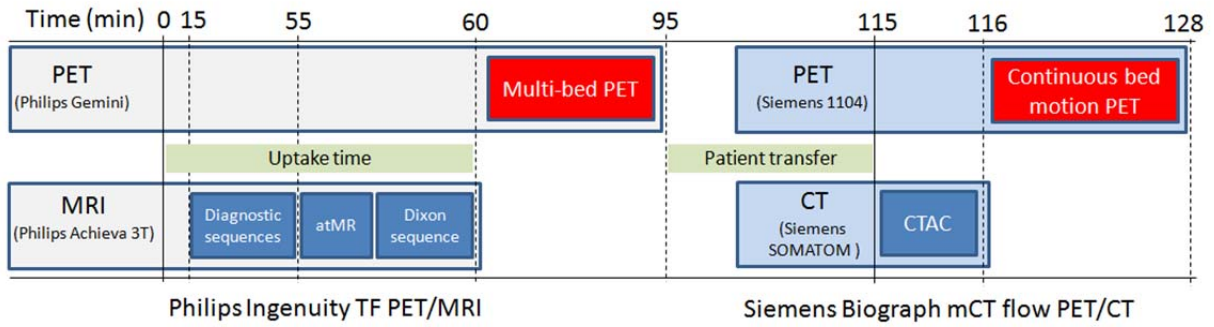 Time (min) 0 15 55 60 95 115 116 128
PET
(Philips Gemini)
Multi-bed PET
PET
(Siemens 1104)
Continuous bed
motion PET
Uptake time
Patient transfer
MRI
(Philips Achieva 3T)
Diagnostic
sequences
atMR
Dixon
sequence
CT
(Siemens
SOMATOM )
CTAC
Philips Ingenuity TF PET/MRI
Siemens Biograph mCT flow PET/CT